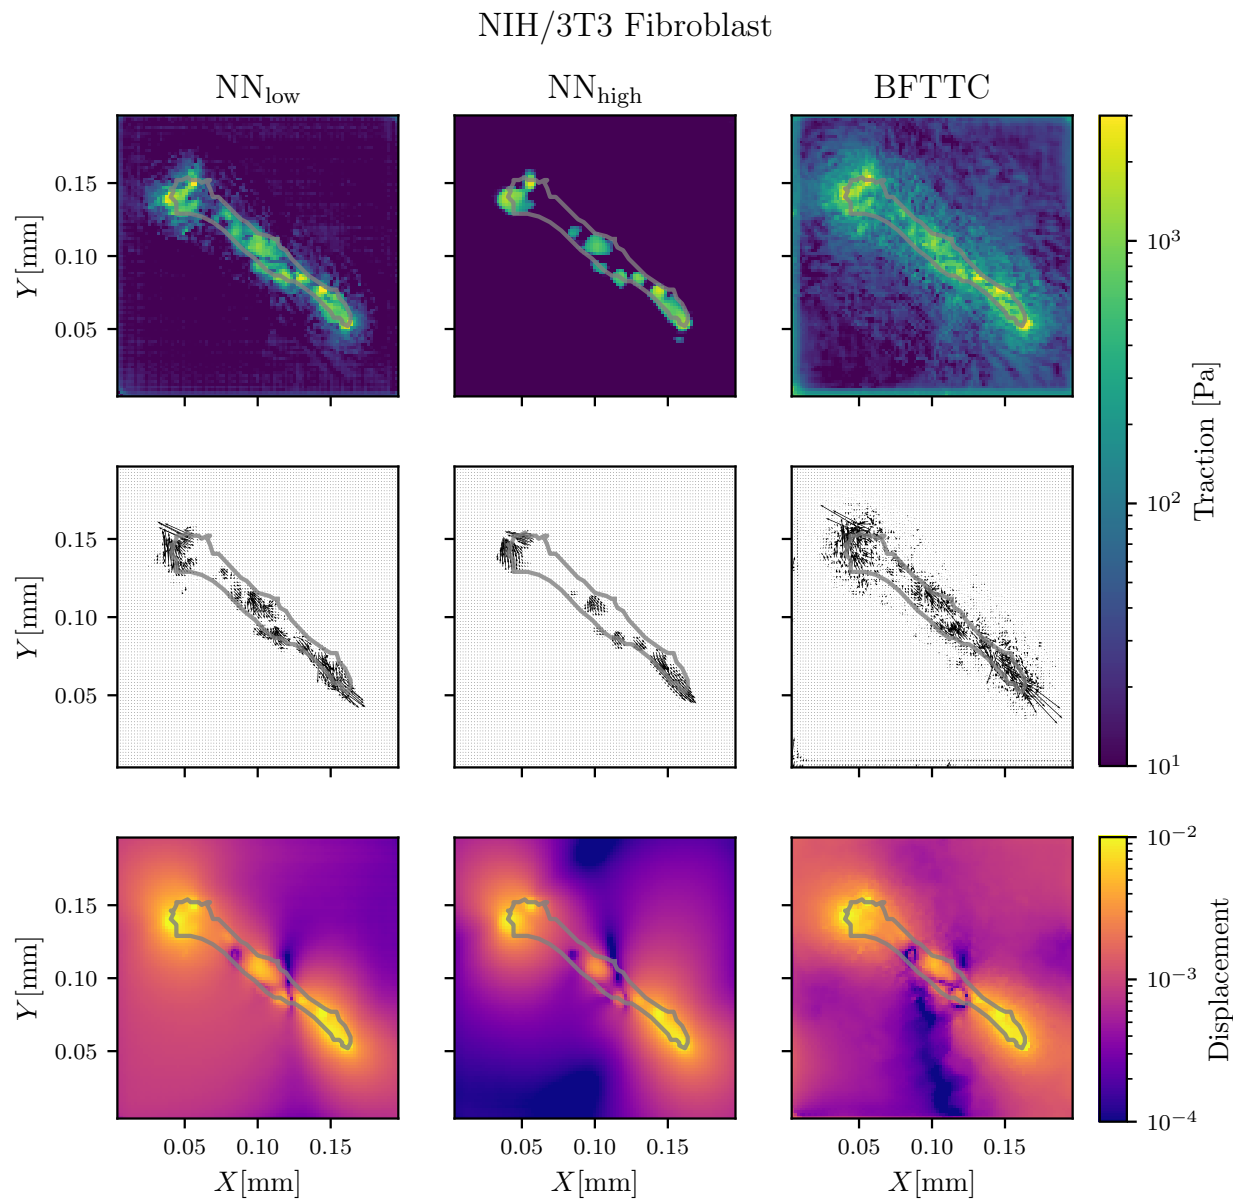 NIH/3T3 Fibroblast
NN_low NN_high BFTTC
Y[mm] 0.15 0.10 0.05
10^3 10^2 10^1 Traction [Pa]
Y[mm] 0.15 0.10 0.05
Y[mm] 0.15 0.10 0.05
10^-2 10^-3 10^-4 Displacement
0.05 0.10 0.15 0.05 0.10 0.15 0.05 0.10 0.15
X[mm] X[mm] X[mm]